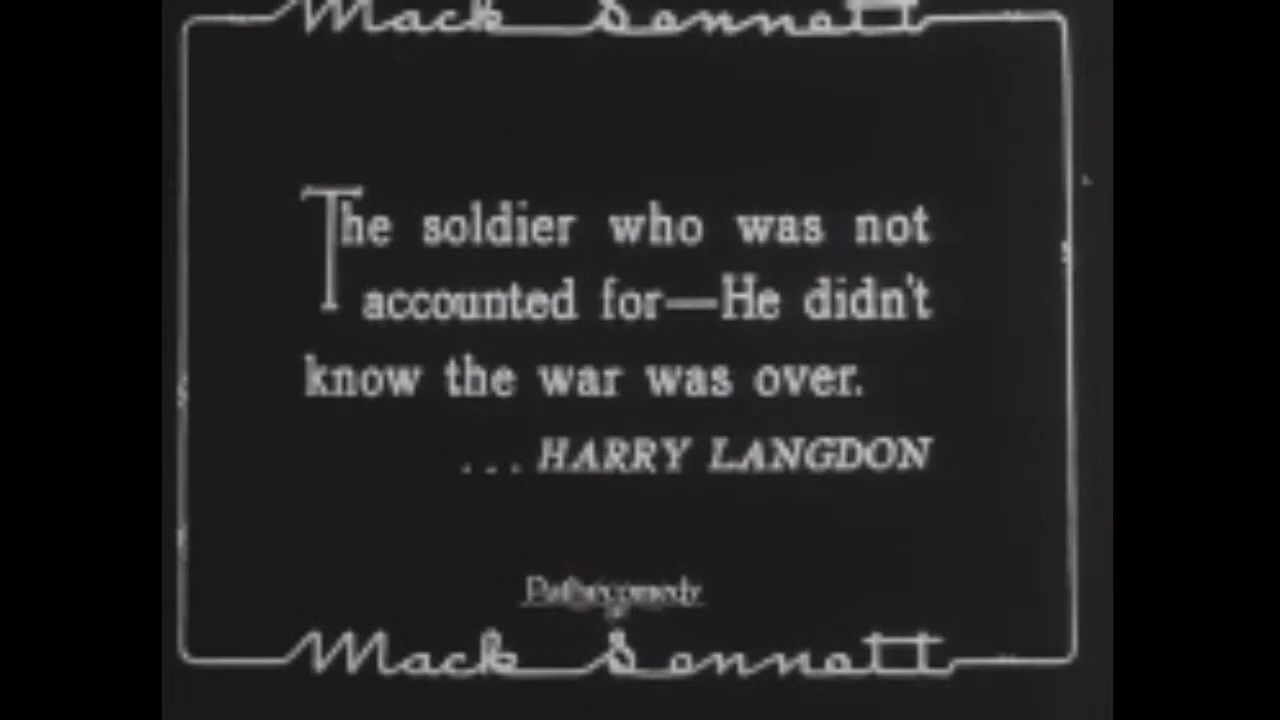 Mack Sennett
The soldier who was not
accounted for—He didn't
know the war was over.
... HARRY LANGDON
Pathécomedy
Mack Sennett